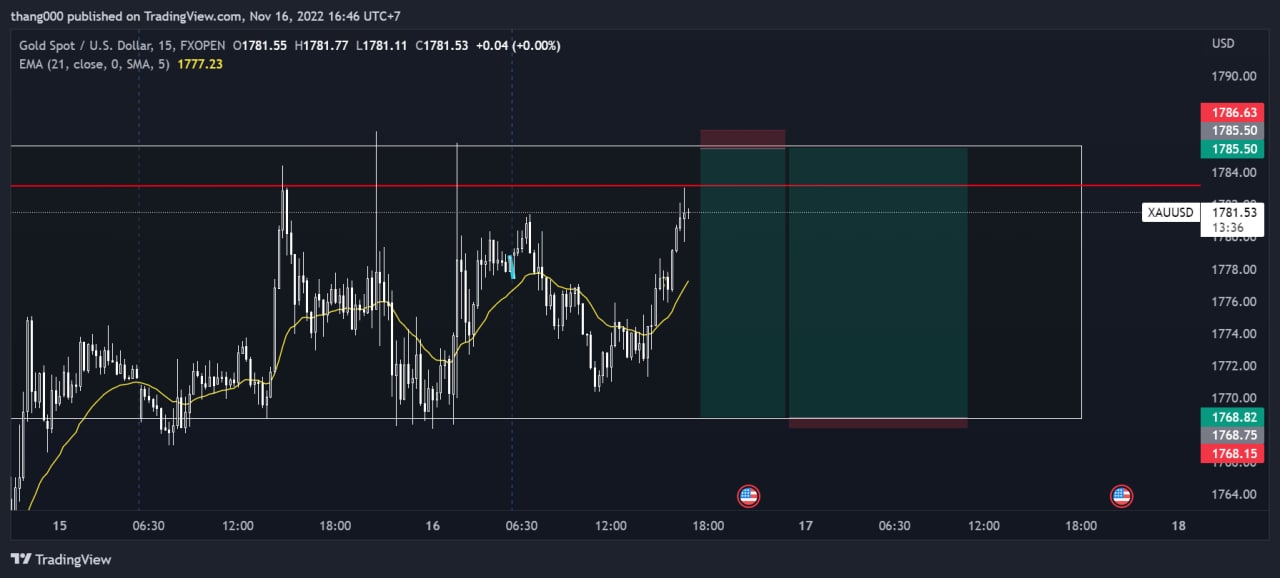 thang000 published on TradingView.com, Nov 16, 2022 16:46 UTC+7
Gold Spot / U.S. Dollar, 15, FXOPEN O1781.55 H1781.77 L1781.11 C1781.53 +0.04 (+0.00%)
EMA (21, close, 0, SMA, 5) 1777.23
USD
1790.00
1786.63
1785.50
1785.50
1784.00
XAUUSD 1781.53
13:36
1780.00
1778.00
1776.00
1774.00
1772.00
1770.00
1768.82
1768.75
1768.15
1764.00
15 06:30 12:00 18:00 16 06:30 12:00 18:00 17 06:30 12:00 18:00 18
TradingView